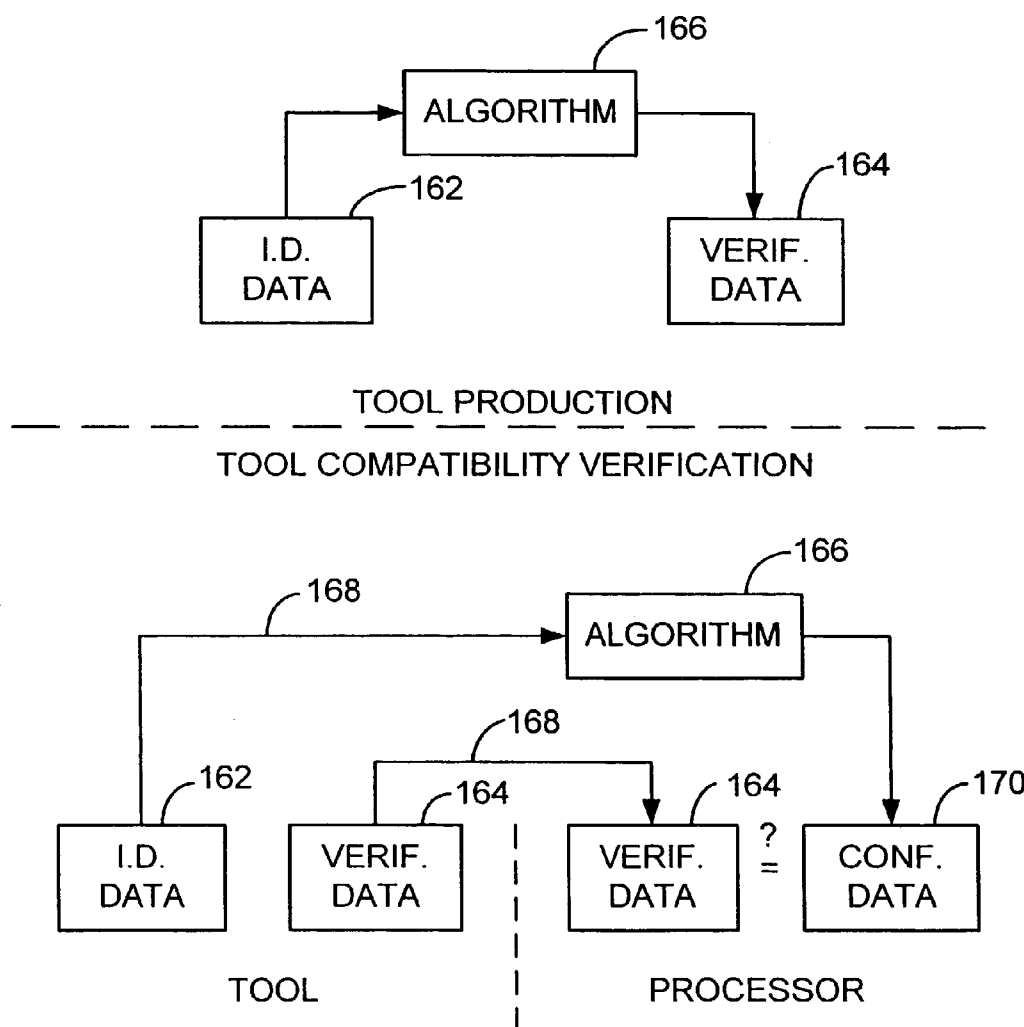 166
ALGORITHM
162
164
I.D.
DATA
VERIF.
DATA
TOOL PRODUCTION
TOOL COMPATIBILITY VERIFICATION
166
168
ALGORITHM
168
162
164
164
170
I.D.
DATA
VERIF.
DATA
VERIF.
DATA
?
=
CONF.
DATA
TOOL
PROCESSOR